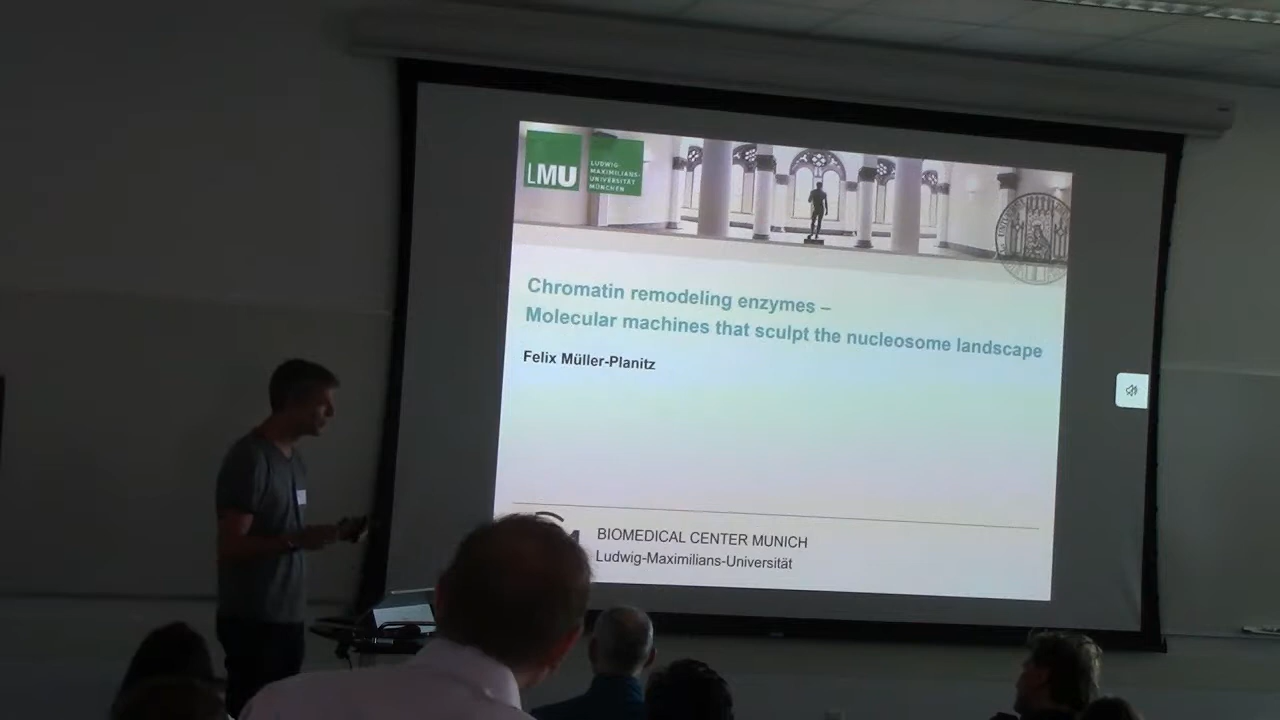 LMU
LUDWIG-
MAXIMILIANS-
UNIVERSITÄT
MÜNCHEN
Chromatin remodeling enzymes –
Molecular machines that sculpt the nucleosome landscape
Felix Müller-Planitz
BIOMEDICAL CENTER MUNICH
Ludwig-Maximilians-Universität